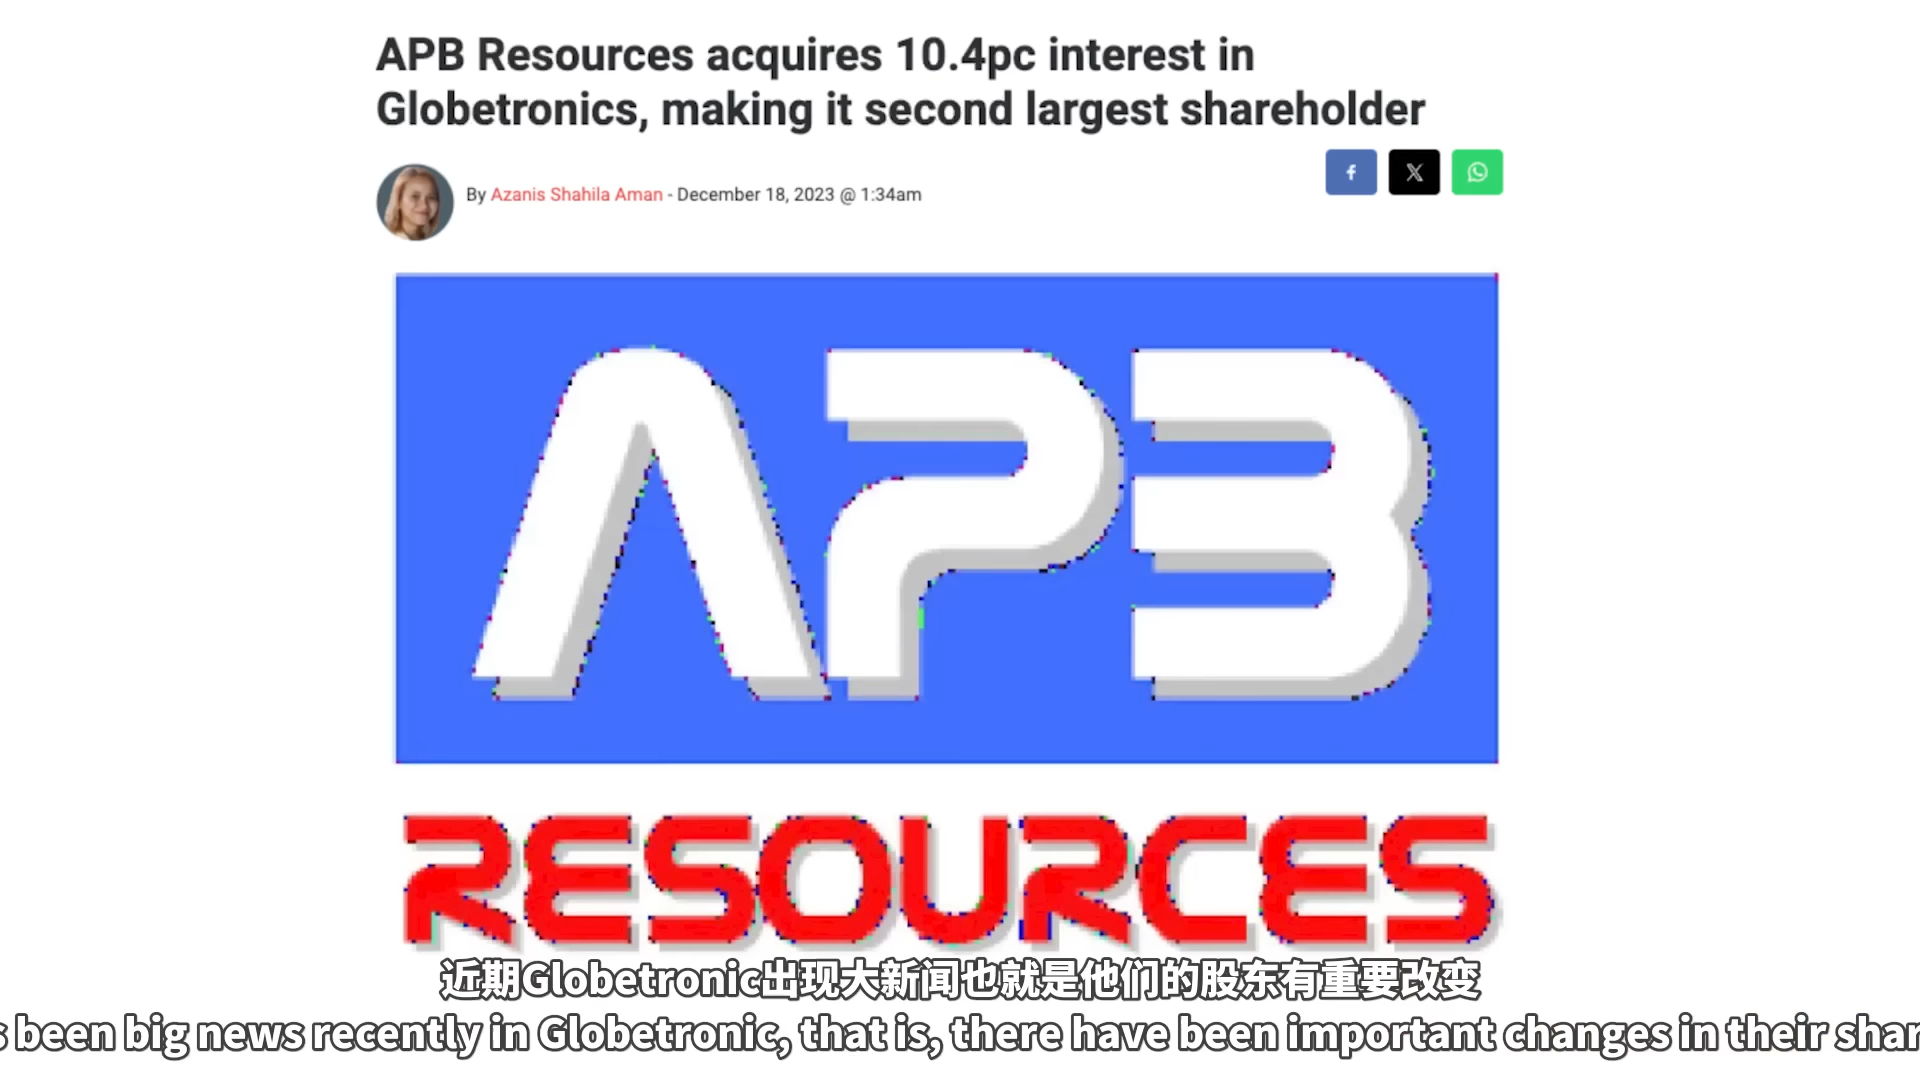 APB Resources acquires 10.4pc interest in
Globetronics, making it second largest shareholder
By Azanis Shahila Aman - December 18, 2023 @ 1:34am
APB
RESOURCES
近期Globetronic出现大新闻也就是他们的股东有重要改变
been big news recently in Globetronic, that is, there have been important changes in their